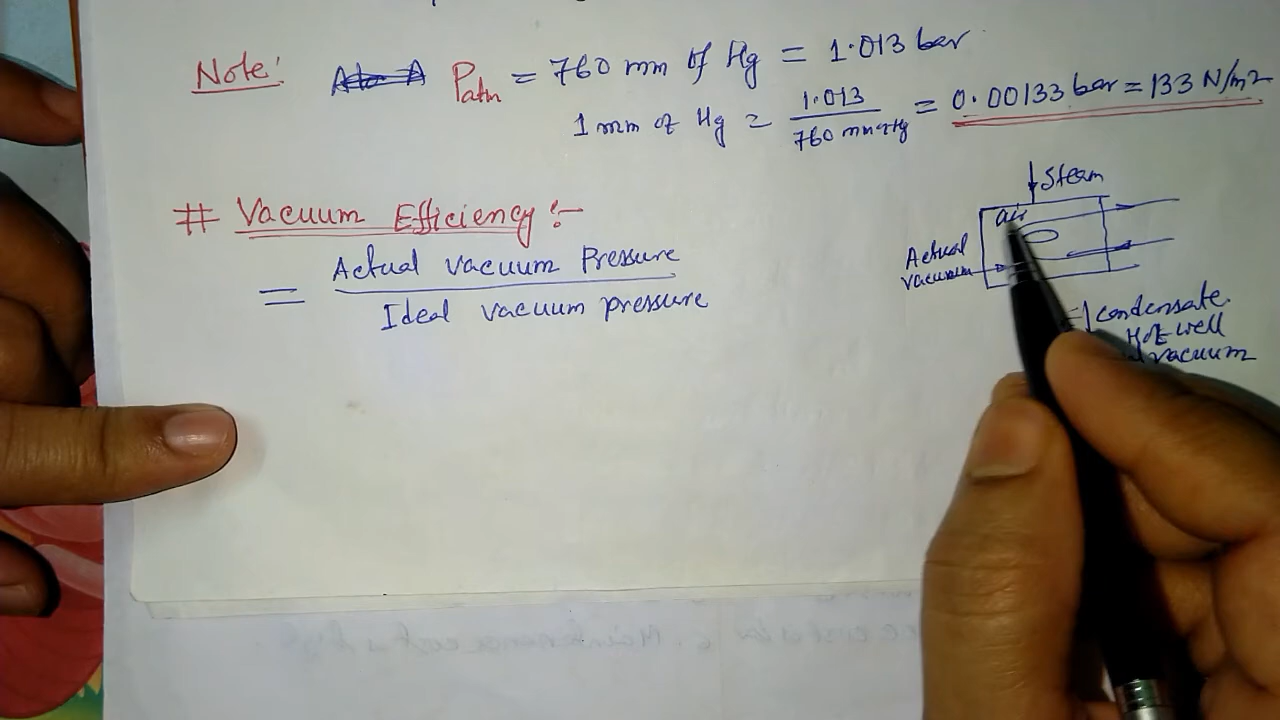 Note:
Patm = 760 mm of Hg = 1.013 bar
1 mm of Hg = 1.013 / 760 mm of Hg = 0.00133 bar = 133 N/m2
# Vacuum Efficiency :-
= Actual vacuum Pressure
Ideal vacuum pressure
Steam
air
Actual
vacuum
condensate
Hot well
vacuum